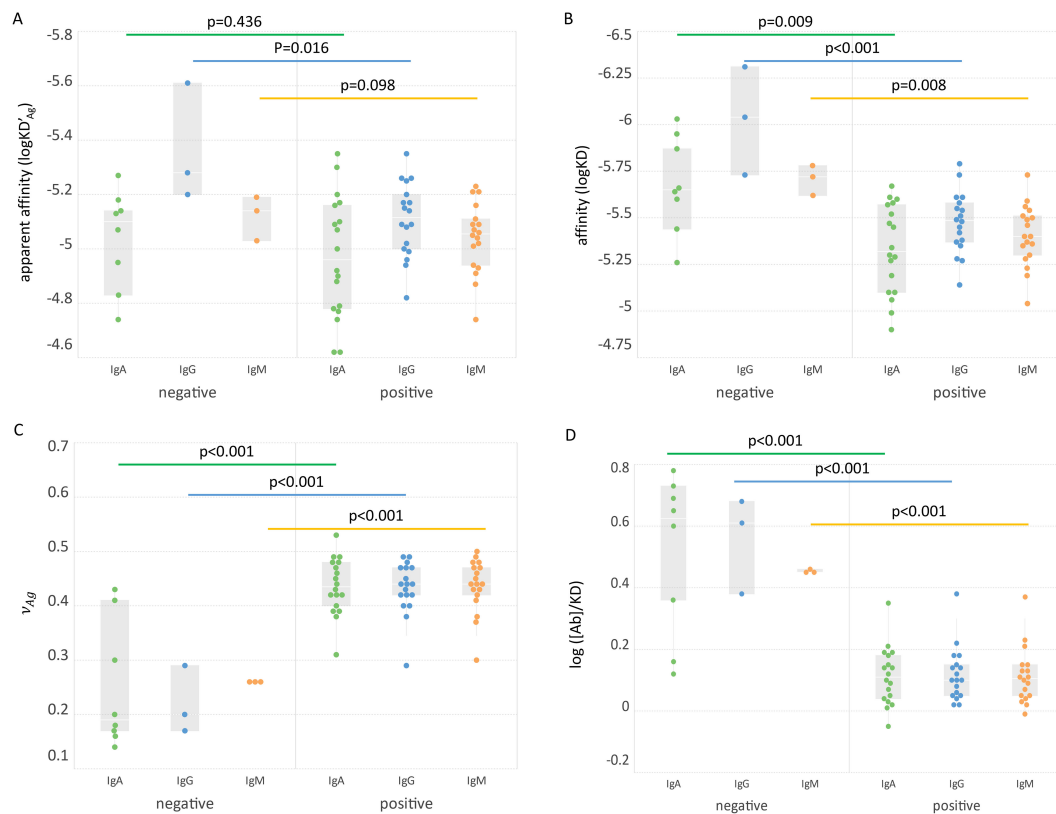 A
p=0.436
P=0.016
p=0.098
apparent affinity (logKD′Ag)
-5.8
-5.6
-5.4
-5.2
-5
-4.8
-4.6
IgA IgG IgM IgA IgG IgM
negative positive
B
p=0.009
p<0.001
p=0.008
affinity (logKD)
-6.5
-6.25
-6
-5.75
-5.5
-5.25
-5
-4.75
IgA IgG IgM IgA IgG IgM
negative positive
C
p<0.001
p<0.001
p<0.001
νAg
0.7
0.6
0.5
0.4
0.3
0.2
0.1
IgA IgG IgM IgA IgG IgM
negative positive
D
p<0.001
p<0.001
p<0.001
log ([Ab]/KD)
0.8
0.6
0.4
0.2
0
-0.2
IgA IgG IgM IgA IgG IgM
negative positive